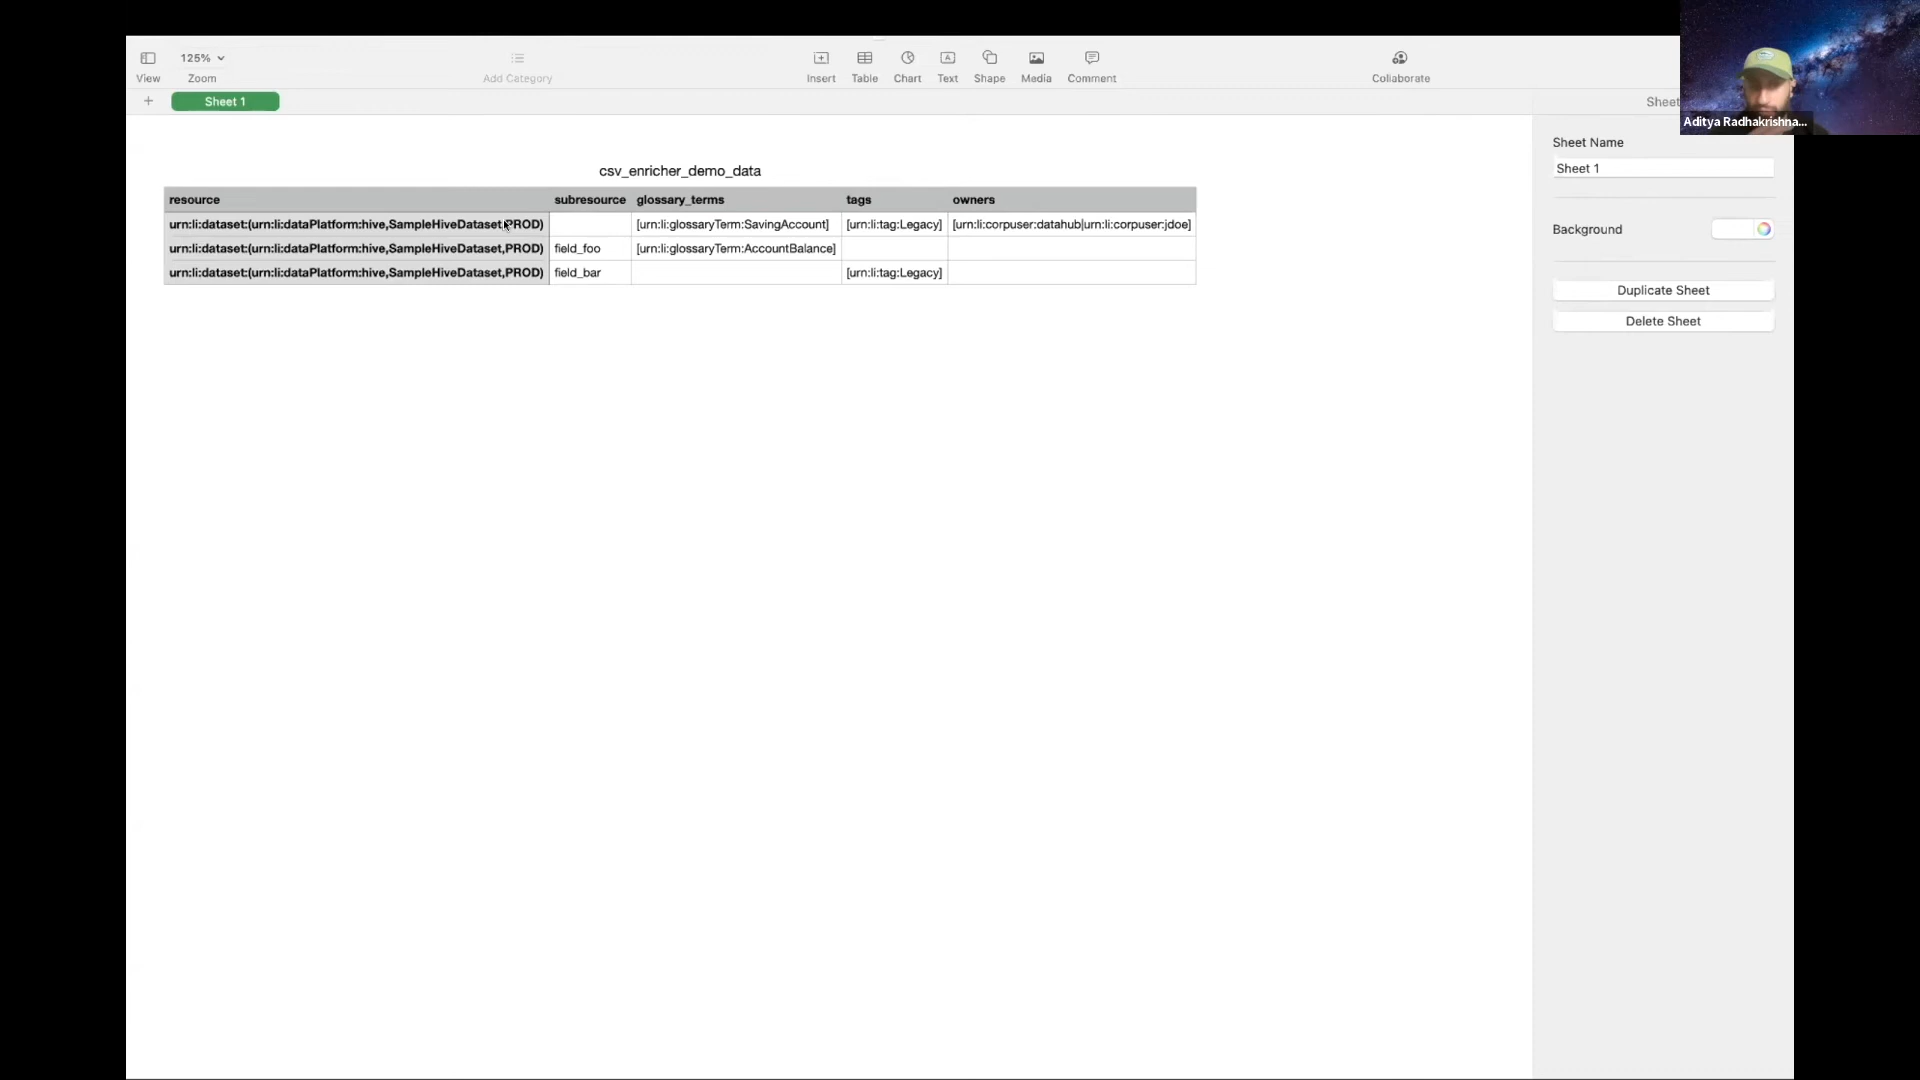 125%
View
Zoom
Add Category
Insert
Table
Chart
Text
Shape
Media
Comment
Collaborate
Aditya Radhakrishna...
Sheet 1
Sheet
Sheet Name
Sheet 1
Background
Duplicate Sheet
Delete Sheet
csv_enricher_demo_data
resource subresource glossary_terms tags owners
urn:li:dataset:(urn:li:dataPlatform:hive,SampleHiveDataset,PROD) [urn:li:glossaryTerm:SavingAccount] [urn:li:tag:Legacy] [urn:li:corpuser:datahub|urn:li:corpuser:jdoe]
urn:li:dataset:(urn:li:dataPlatform:hive,SampleHiveDataset,PROD) field_foo [urn:li:glossaryTerm:AccountBalance]
urn:li:dataset:(urn:li:dataPlatform:hive,SampleHiveDataset,PROD) field_bar [urn:li:tag:Legacy]